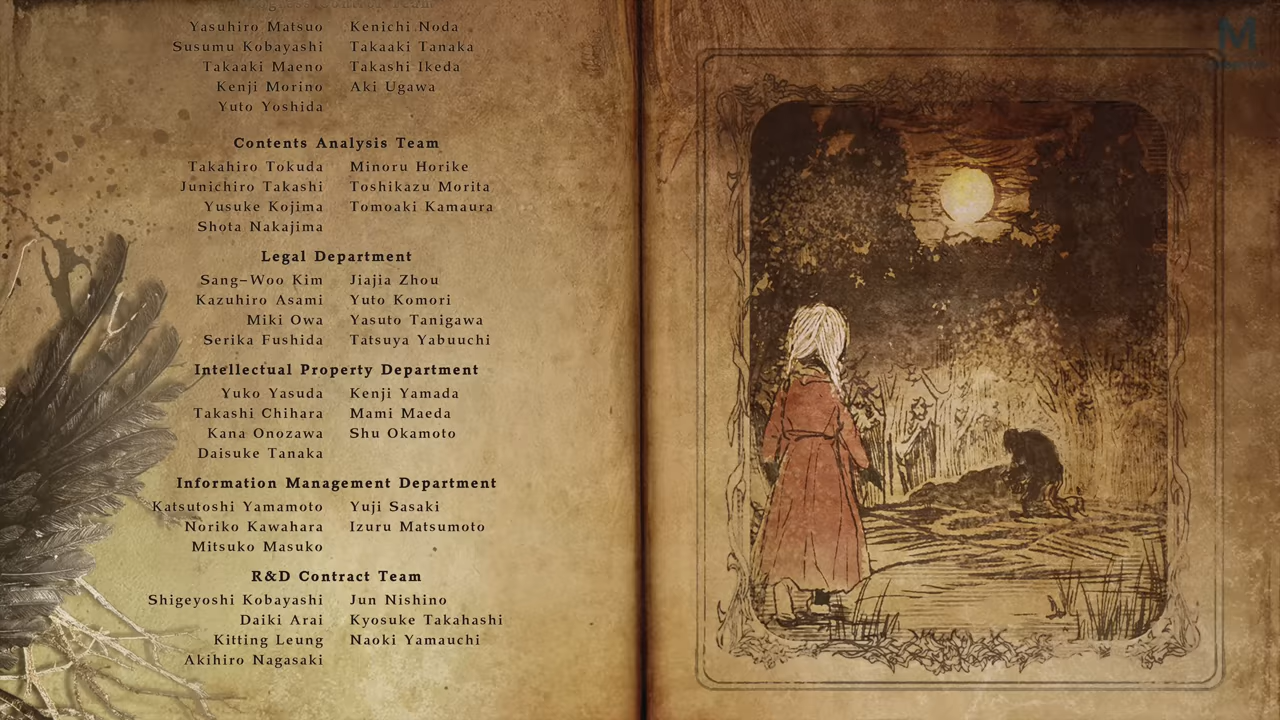 Yasuhiro Matsuo Kenichi Noda
Susumu Kobayashi Takaaki Tanaka
Takaaki Maeno Takashi Ikeda
Kenji Morino Aki Ugawa
Yuto Yoshida
Contents Analysis Team
Takahiro Tokuda Minoru Horike
Junichiro Takashi Toshikazu Morita
Yusuke Kojima Tomoaki Kamaura
Shota Nakajima
Legal Department
Sang-Woo Kim Jiajia Zhou
Kazuhiro Asami Yuto Komori
Miki Owa Yasuto Tanigawa
Serika Fushida Tatsuya Yabuuchi
Intellectual Property Department
Yuko Yasuda Kenji Yamada
Takashi Chihara Mami Maeda
Kana Onozawa Shu Okamoto
Daisuke Tanaka
Information Management Department
Katsutoshi Yamamoto Yuji Sasaki
Noriko Kawahara Izuru Matsumoto
Mitsuko Masuko
R&D Contract Team
Shigeyoshi Kobayashi Jun Nishino
Daiki Arai Kyosuke Takahashi
Kitting Leung Naoki Yamauchi
Akihiro Nagasaki
M